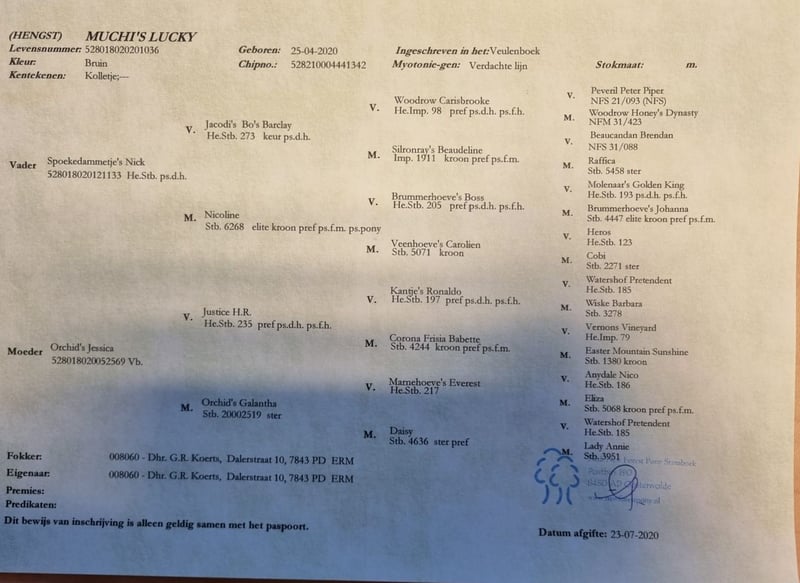 (HENGST) MUCHI'S LUCKY
Levensnummer: 528018020201036 Geboren: 25-04-2020 Ingeschreven in het: Veulenboek
Kleur: Bruin Chipno.: 528210004441342 Myotonie-gen: Verdachte lijn Stokmaat: m.
Kentekenen: Kolletje;---
Vader Spoekedammetje's Nick
528018020121133 He.Stb. ps.d.h.
V. Jacodi's Bo's Barclay
He.Stb. 273 keur ps.d.h.
M. Nicoline
Stb. 6268 elite kroon pref ps.f.m. ps.pony
V. Woodrow Carisbrooke
He.Imp. 98 pref ps.d.h. ps.f.h.
M. Silronray's Beaudeline
Imp. 1911 kroon pref ps.f.m.
V. Brummerhoeve's Boss
He.Stb. 205 pref ps.d.h. ps.f.h.
M. Veenhoeve's Carolien
Stb. 5071 kroon
V. Peveril Peter Piper
NFS 21/093 (NFS)
M. Woodrow Honey's Dynasty
NFM 31/423
V. Beaucandan Brendan
NFS 31/088
M. Raffica
Stb. 5458 ster
V. Molenaar's Golden King
He.Stb. 193 ps.d.h. ps.f.h.
M. Brummerhoeve's Johanna
Stb. 4447 elite kroon pref ps.f.m.
V. Heros
He.Stb. 123
M. Cobi
Stb. 2271 ster
Moeder Orchid's Jessica
528018020052569 Vb.
V. Justice H.R.
He.Stb. 235 pref ps.d.h. ps.f.h.
M. Orchid's Galantha
Stb. 20002519 ster
V. Kantje's Ronaldo
He.Stb. 197 pref ps.d.h. ps.f.h.
M. Corona Frisia Babette
Stb. 4244 kroon pref ps.f.m.
V. Marnehoeve's Everest
He.Stb. 217
M. Daisy
Stb. 4636 ster pref
V. Watershof Pretendent
He.Stb. 185
M. Wiske Barbara
Stb. 3278
V. Vernons Vineyard
He.Imp. 79
M. Easter Mountain Sunshine
Stb. 1380 kroon
V. Anydale Nico
He.Stb. 186
M. Eliza
Stb. 5068 kroon pref ps.f.m.
V. Watershof Pretendent
He.Stb. 185
M. Lady Annie
Stb. 3951
Fokker: 008060 - Dhr. G.R. Koerts, Dalerstraat 10, 7843 PD ERM
Eigenaar: 008060 - Dhr. G.R. Koerts, Dalerstraat 10, 7843 PD ERM
Premies:
Predikaten:
Dit bewijs van inschrijving is alleen geldig samen met het paspoort.
Datum afgifte: 23-07-2020